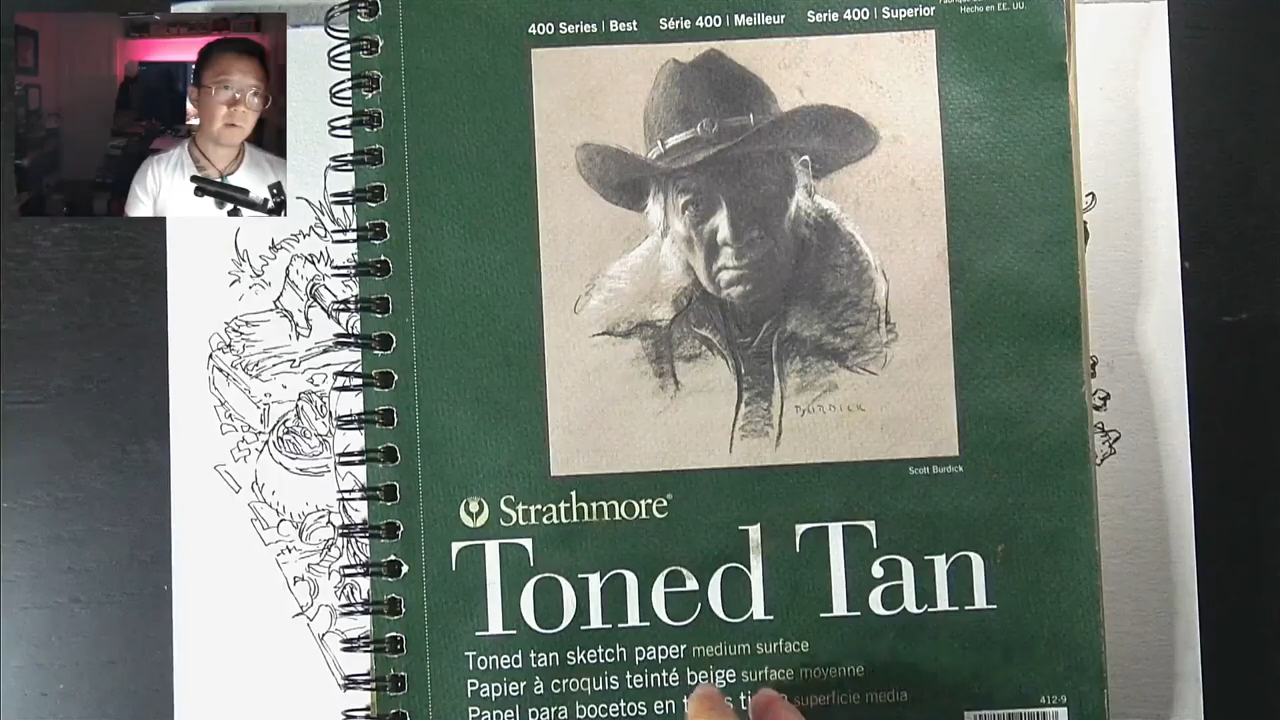 400 Series | Best Série 400 | Meilleur Serie 400 | Superior
Hecho en EE. UU.
BURDICK
Scott Burdick
Strathmore®
Toned Tan
Toned tan sketch paper medium surface
Papier à croquis teinté beige surface moyenne
Papel para bocetos en superficie media
412-9